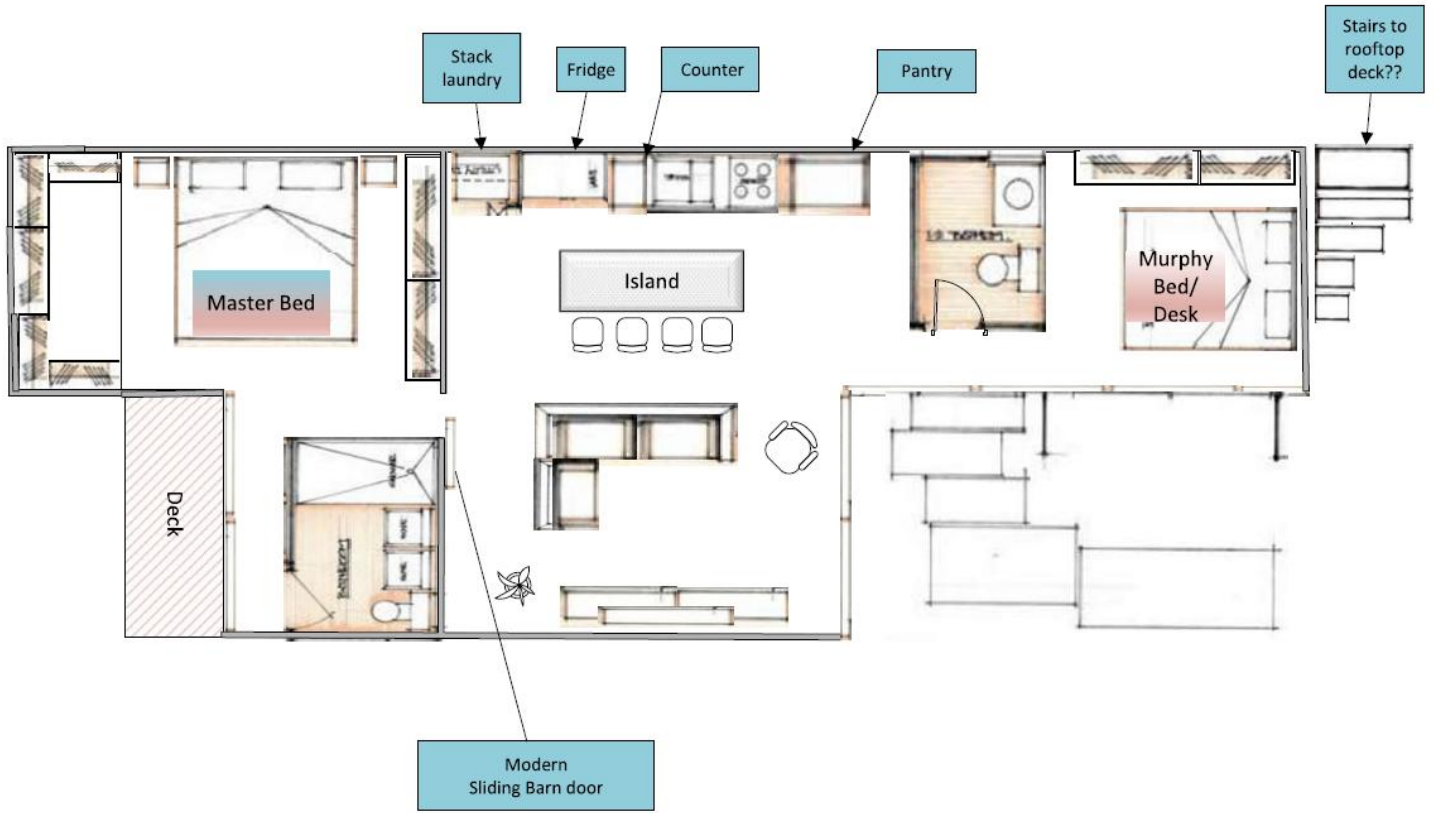 Stairs to
rooftop
deck??
Stack
laundry
Fridge
Counter
Pantry
Island
Master Bed
Murphy
Bed/
Desk
Deck
Modern
Sliding Barn door